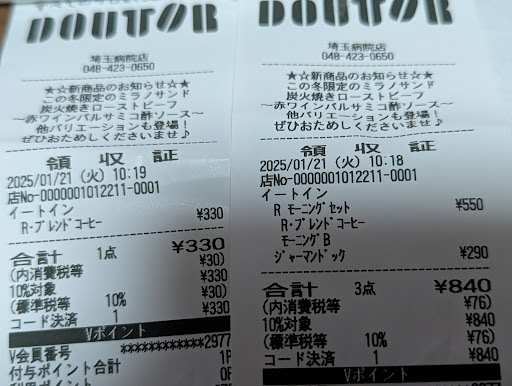 DOUTOR
埼玉病院店
048-423-0650
★☆新商品のお知らせ☆★
この冬限定のミラノサンド
炭火焼きローストビーフ
～赤ワインバルサミコ酢ソース～
他バリエーションも登場！
ぜひおためしくださいませ♪
領 収 証
2025/01/21 (火) 10:19
店No-0000001012211-0001
イートイン
R・ブレンドコーヒー ¥330
合計 1点 ¥330
(内消費税等 ¥30)
10%対象 ¥330
(標準税等 10% ¥30)
コード決済 1 ¥330
Vポイント
V会員番号 ************2977
付与ポイント合計 1P
DOUTOR
埼玉病院店
048-423-0650
★☆新商品のお知らせ☆★
この冬限定のミラノサンド
炭火焼きローストビーフ
～赤ワインバルサミコ酢ソース～
他バリエーションも登場！
ぜひおためしくださいませ♪
領 収 証
2025/01/21 (火) 10:18
店No-0000001012211-0001
イートイン
R モーニングセット ¥550
R・ブレンドコーヒー
モーニングB
ジャーマンドック ¥290
合計 3点 ¥840
(内消費税等 ¥76)
10%対象 ¥840
(標準税等 10% ¥76)
コード決済 1 ¥840
Vポイント